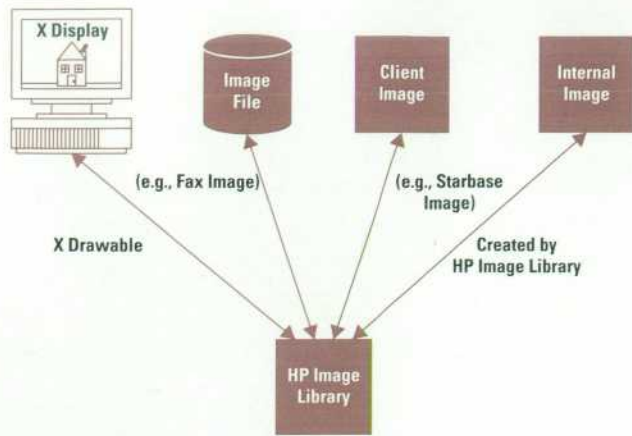 X Display
Image
File
Client
Image
Internal
Image
(e.g., Fax Image)
(e.g., Starbase
Image)
X Drawable
Created by
HP Image Library
HP Image
Library